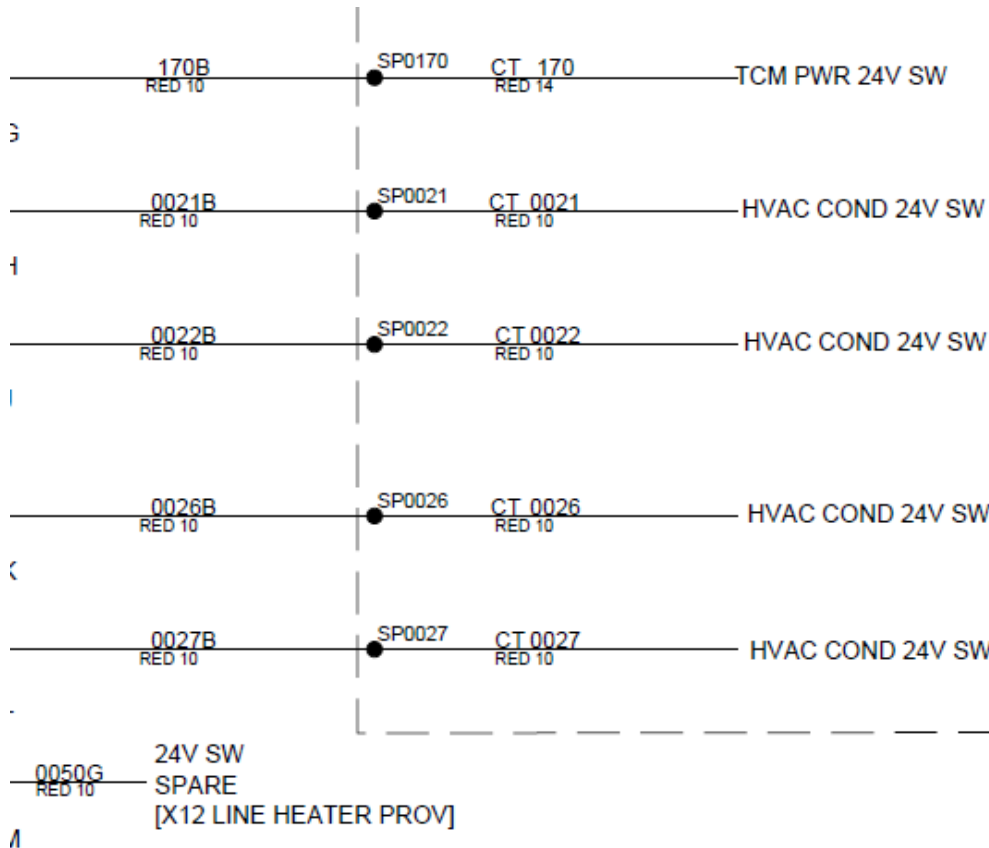 170B SP0170 CT 170 TCM PWR 24V SW
RED 10 RED 14
G
0021B SP0021 CT 0021 HVAC COND 24V SW
RED 10 RED 10
H
0022B SP0022 CT 0022 HVAC COND 24V SW
RED 10 RED 10
0026B SP0026 CT 0026 HVAC COND 24V SW
RED 10 RED 10
K
0027B SP0027 CT 0027 HVAC COND 24V SW
RED 10 RED 10
24V SW
0050G SPARE
RED 10
[X12 LINE HEATER PROV]
M